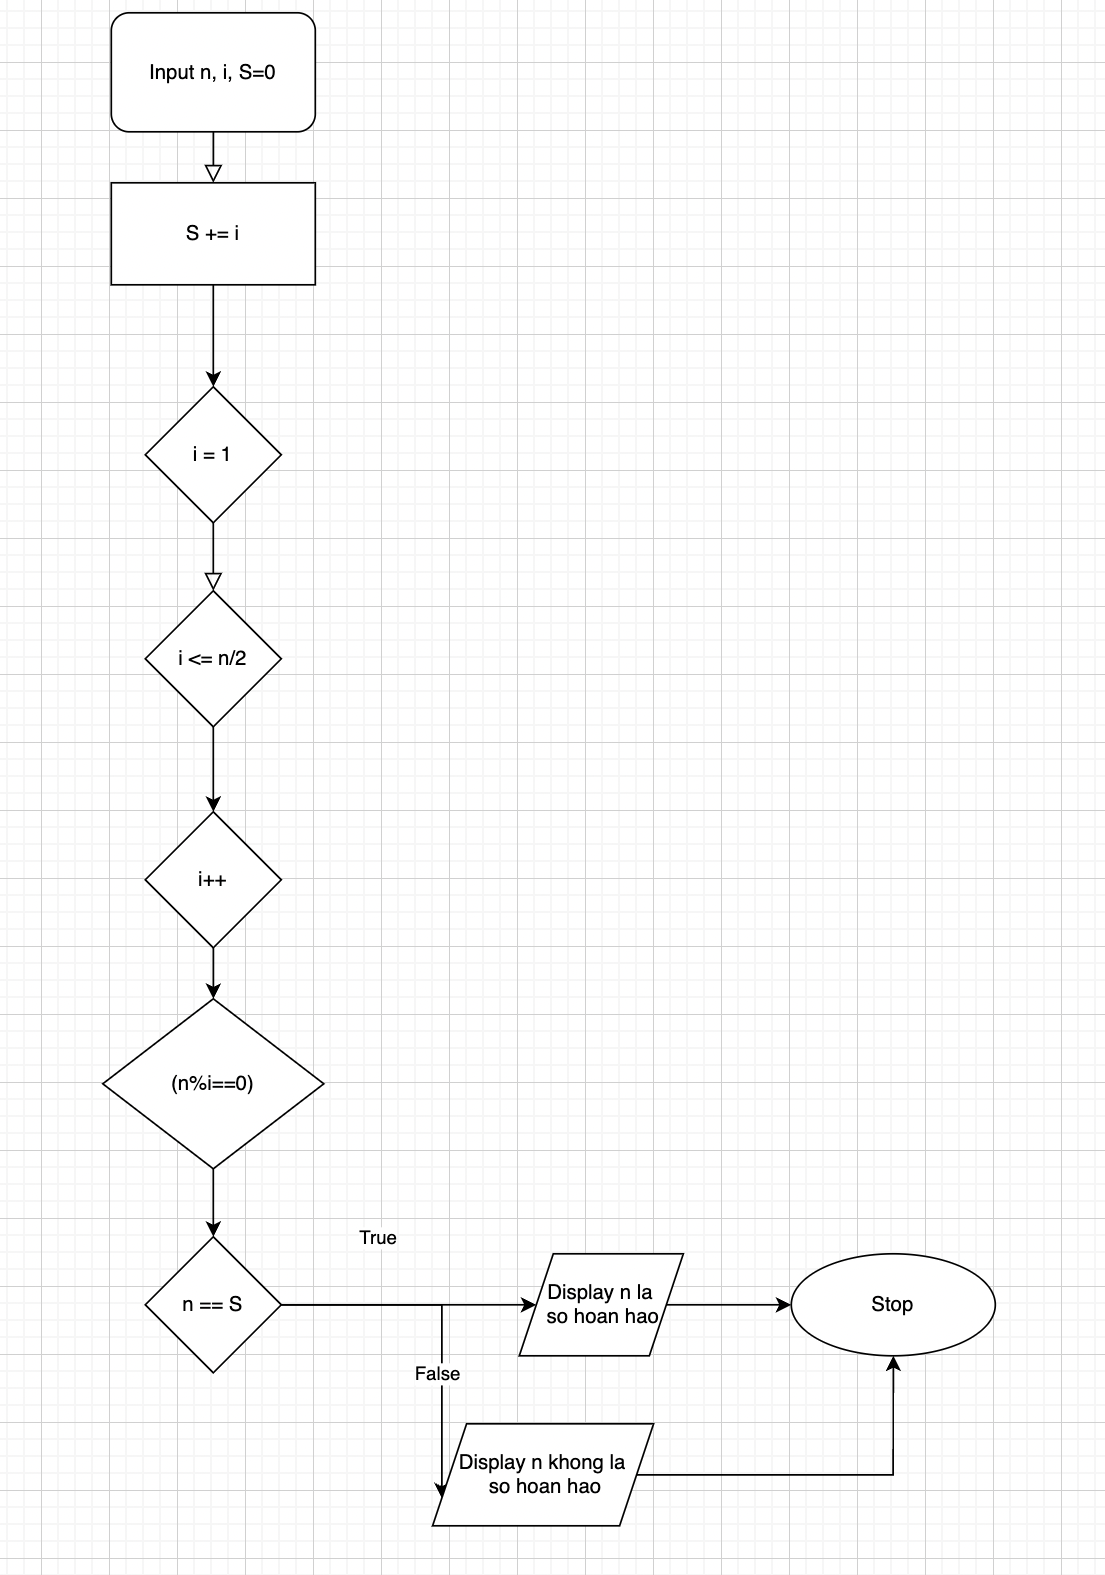 Input n, i, S=0
S += i
i = 1
i <= n/2
i++
(n%i==0)
True
n == S
Display n la
so hoan hao
Stop
False
Display n khong la
so hoan hao